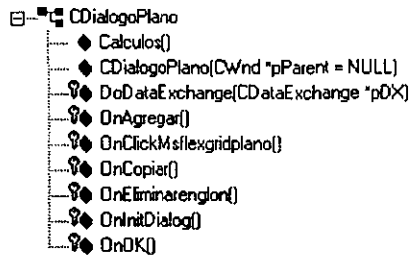 CDialogoPlano
Calculos()
CDialogoPlano(CWnd *pParent = NULL)
DoDataExchange(CDataExchange *pDX)
OnAgregar()
OnClickMsflexgridplano()
OnCopiar()
OnEliminarenglon()
OnInitDialog()
OnOK()